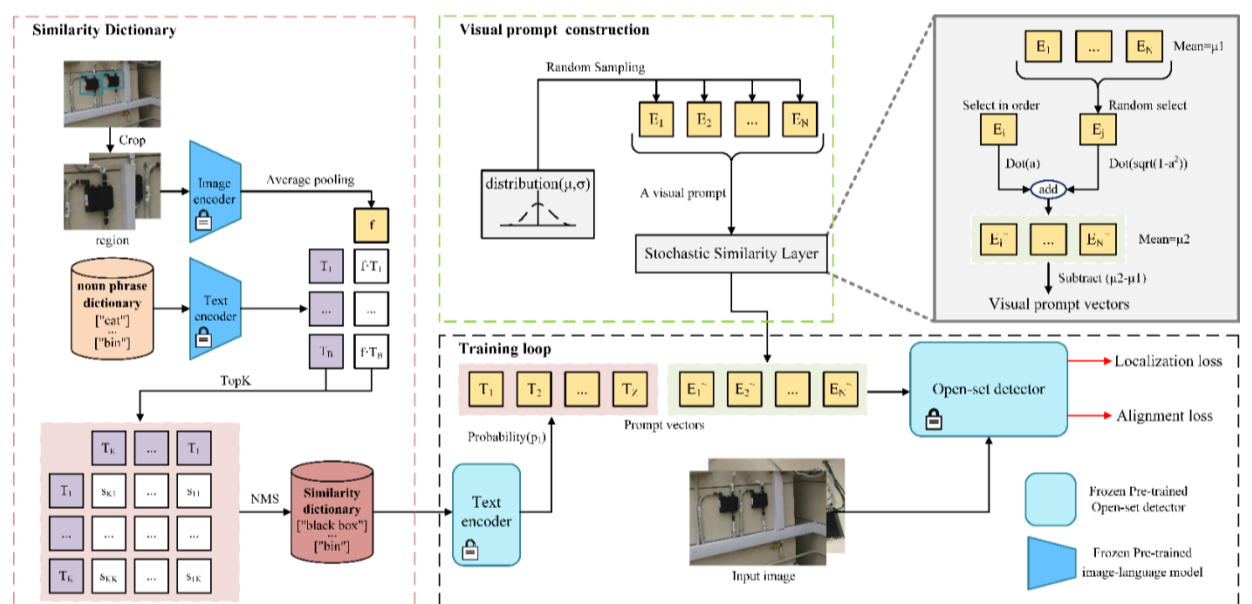 Similarity Dictionary
Crop
region
Image
encoder
Average pooling
f
noun phrase
dictionary
["cat"]
...
["bin"]
Text
encoder
T1
f·T1
...
...
TB
f·TB
TopK
TK
...
T1
T1
sK1
...
s11
...
...
...
...
TK
sKK
...
s1K
NMS
Similarity
dictionary
["black box"]
...
["bin"]
Visual prompt construction
Random Sampling
E1
E2
...
EN
distribution(μ,σ)
A visual prompt
Stochastic Similarity Layer
E1
...
EN
Mean=μ1
Select in order
Random select
Ei
Ej
Dot(a)
Dot(sqrt(1-a²))
add
Ei~
...
EN~
Mean=μ2
Subtract (μ2-μ1)
Visual prompt vectors
Training loop
T1
T2
...
TZ
E1~
E2~
...
EN~
Probability(p1)
Prompt vectors
Text
encoder
Input image
Open-set detector
Localization loss
Alignment loss
Frozen Pre-trained
Open-set detector
Frozen Pre-trained
image-language model